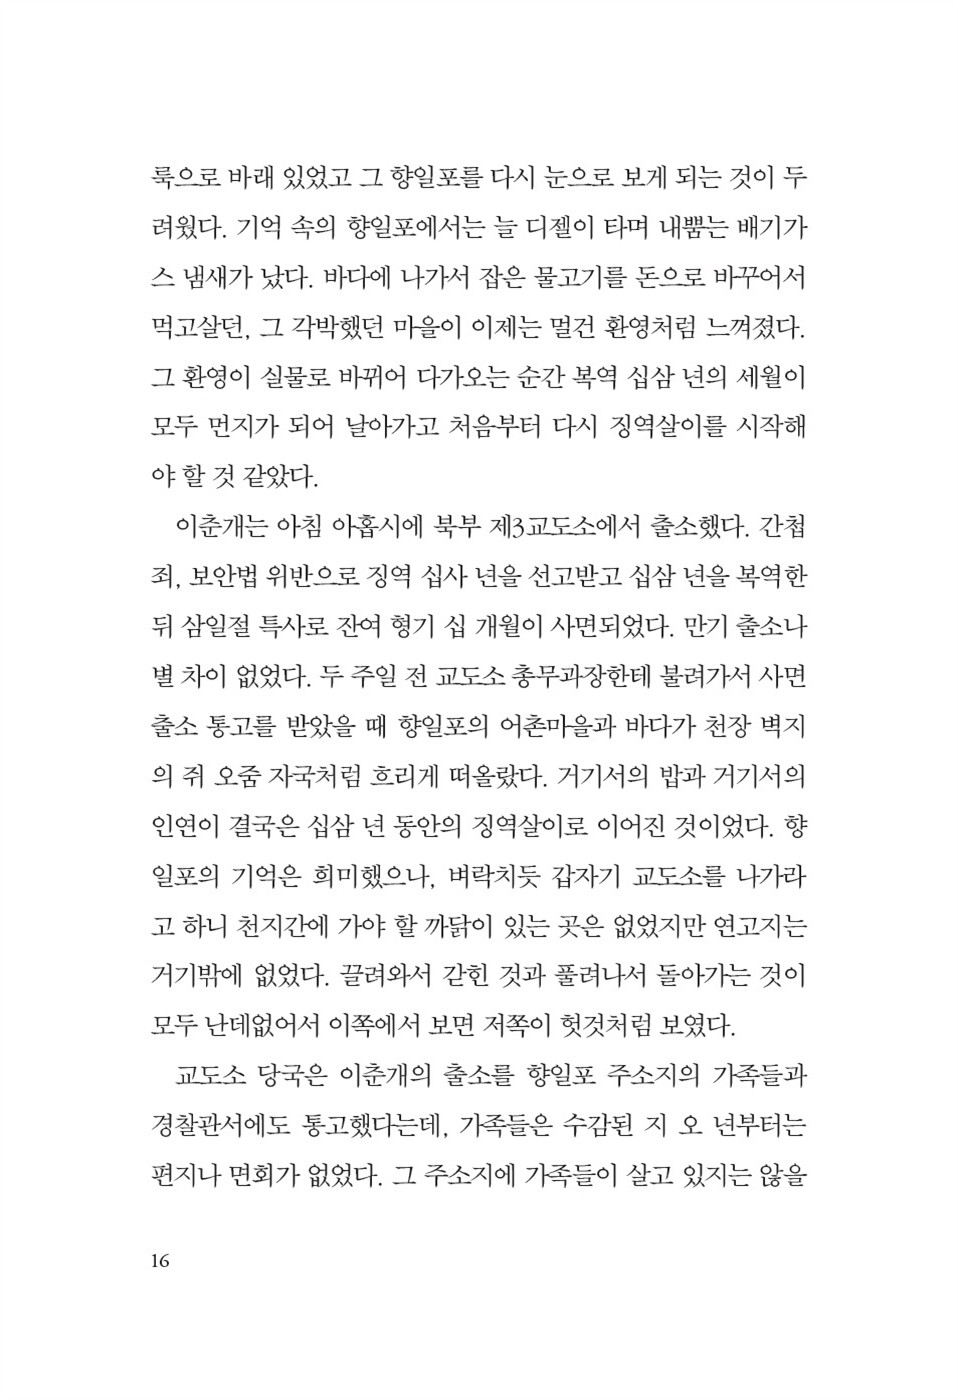 룩으로 바래 있었고 그 향일포를 다시 눈으로 보게 되는 것이 두
려웠다. 기억 속의 향일포에서는 늘 디젤이 타며 내뿜는 배기가
스 냄새가 났다. 바다에 나가서 잡은 물고기를 돈으로 바꾸어서
먹고살던, 그 각박했던 마을이 이제는 멀건 환영처럼 느껴졌다.
그 환영이 실물로 바뀌어 다가오는 순간 복역 십삼 년의 세월이
모두 먼지가 되어 날아가고 처음부터 다시 징역살이를 시작해
야 할 것 같았다.
이춘개는 아침 아홉시에 북부 제3교도소에서 출소했다. 간첩
죄, 보안법 위반으로 징역 십사 년을 선고받고 십삼 년을 복역한
뒤 삼일절 특사로 잔여 형기 십 개월이 사면되었다. 만기 출소나
별 차이 없었다. 두 주일 전 교도소 총무과장한테 불려가서 사면
출소 통고를 받았을 때 향일포의 어촌마을과 바다가 천장 벽지
의 쥐 오줌 자국처럼 흐리게 떠올랐다. 거기서의 밥과 거기서의
인연이 결국은 십삼 년 동안의 징역살이로 이어진 것이었다. 향
일포의 기억은 희미했으나, 벼락치듯 갑자기 교도소를 나가라
고 하니 천지간에 가야 할 까닭이 있는 곳은 없었지만 연고지는
거기밖에 없었다. 끌려와서 갇힌 것과 풀려나서 돌아가는 것이
모두 난데없어서 이쪽에서 보면 저쪽이 헛것처럼 보였다.
교도소 당국은 이춘개의 출소를 향일포 주소지의 가족들과
경찰관서에도 통고했다는데, 가족들은 수감된 지 오 년부터는
편지나 면회가 없었다. 그 주소지에 가족들이 살고 있지는 않을
16